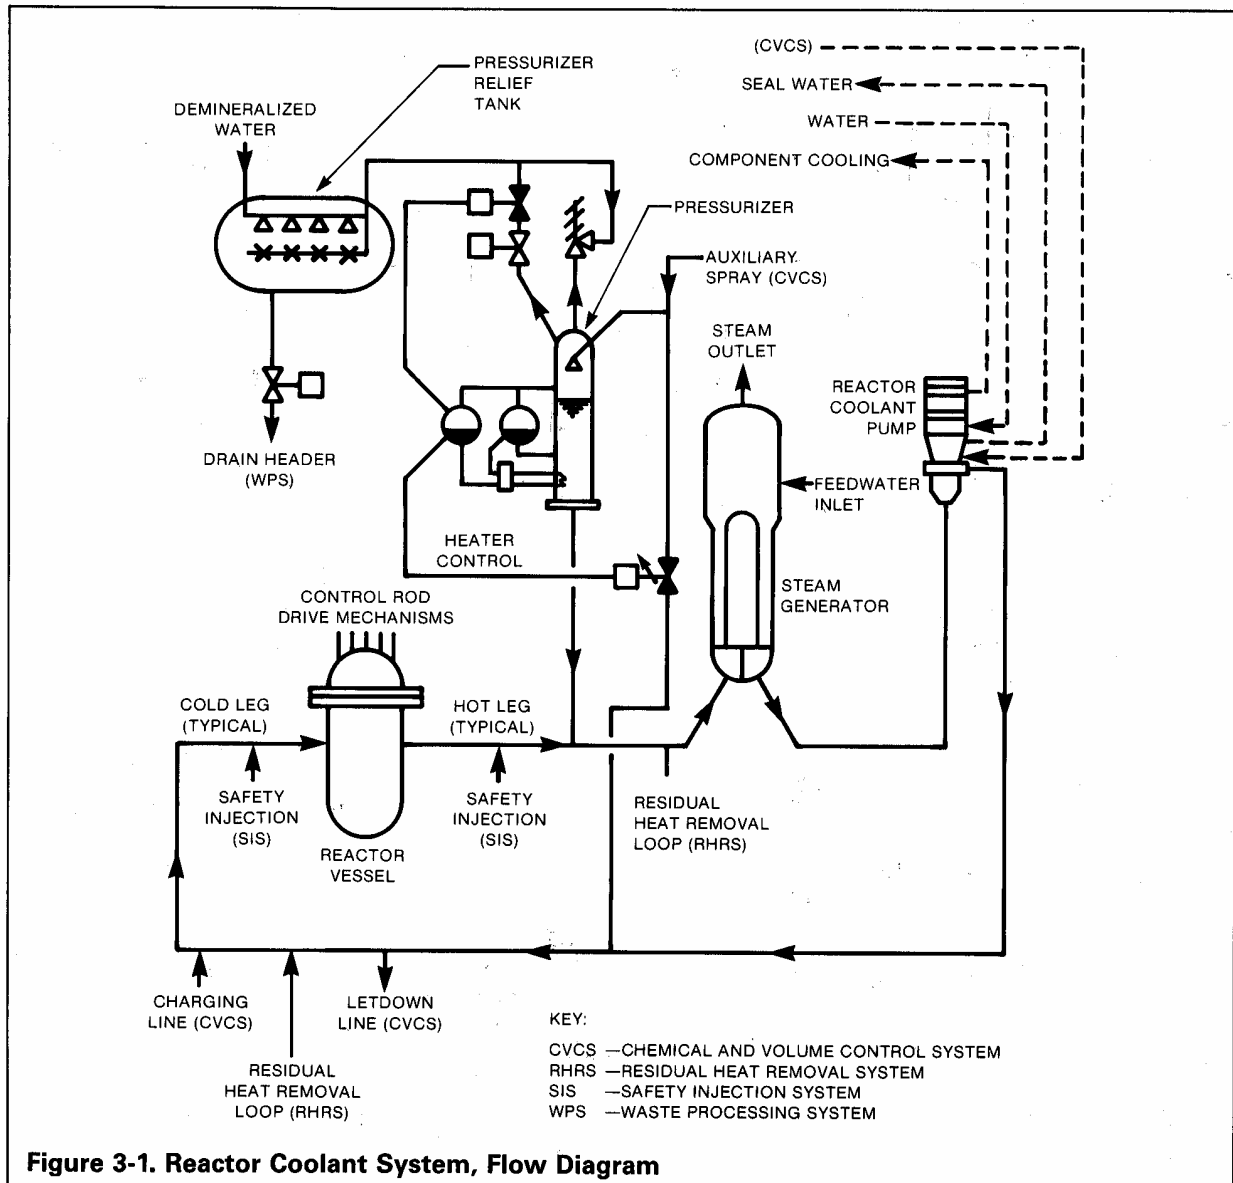 (CVCS)
SEAL WATER
WATER
COMPONENT COOLING
PRESSURIZER
RELIEF
TANK
DEMINERALIZED
WATER
PRESSURIZER
AUXILIARY
SPRAY (CVCS)
STEAM
OUTLET
REACTOR
COOLANT
PUMP
DRAIN HEADER
(WPS)
FEEDWATER
INLET
HEATER
CONTROL
STEAM
GENERATOR
CONTROL ROD
DRIVE MECHANISMS
COLD LEG
(TYPICAL)
HOT LEG
(TYPICAL)
SAFETY
INJECTION
(SIS)
SAFETY
INJECTION
(SIS)
RESIDUAL
HEAT REMOVAL
LOOP (RHRS)
REACTOR
VESSEL
CHARGING
LINE (CVCS)
LETDOWN
LINE (CVCS)
RESIDUAL
HEAT REMOVAL
LOOP (RHRS)
KEY:
CVCS —CHEMICAL AND VOLUME CONTROL SYSTEM
RHRS —RESIDUAL HEAT REMOVAL SYSTEM
SIS —SAFETY INJECTION SYSTEM
WPS —WASTE PROCESSING SYSTEM
Figure 3-1. Reactor Coolant System, Flow Diagram